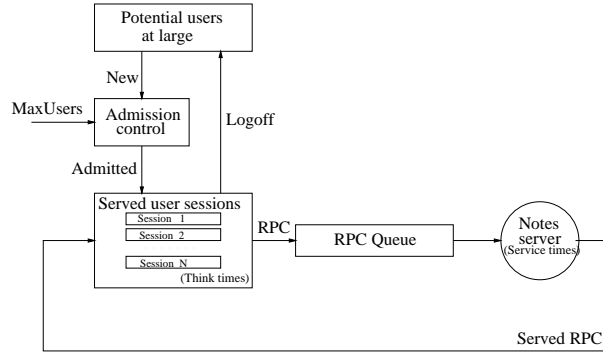 Potential users
at large
New
MaxUsers
Admission
control
Logoff
Admitted
Served user sessions
Session 1
Session 2
Session N
(Think times)
RPC
RPC Queue
Notes
server
(Service times)
Served RPC